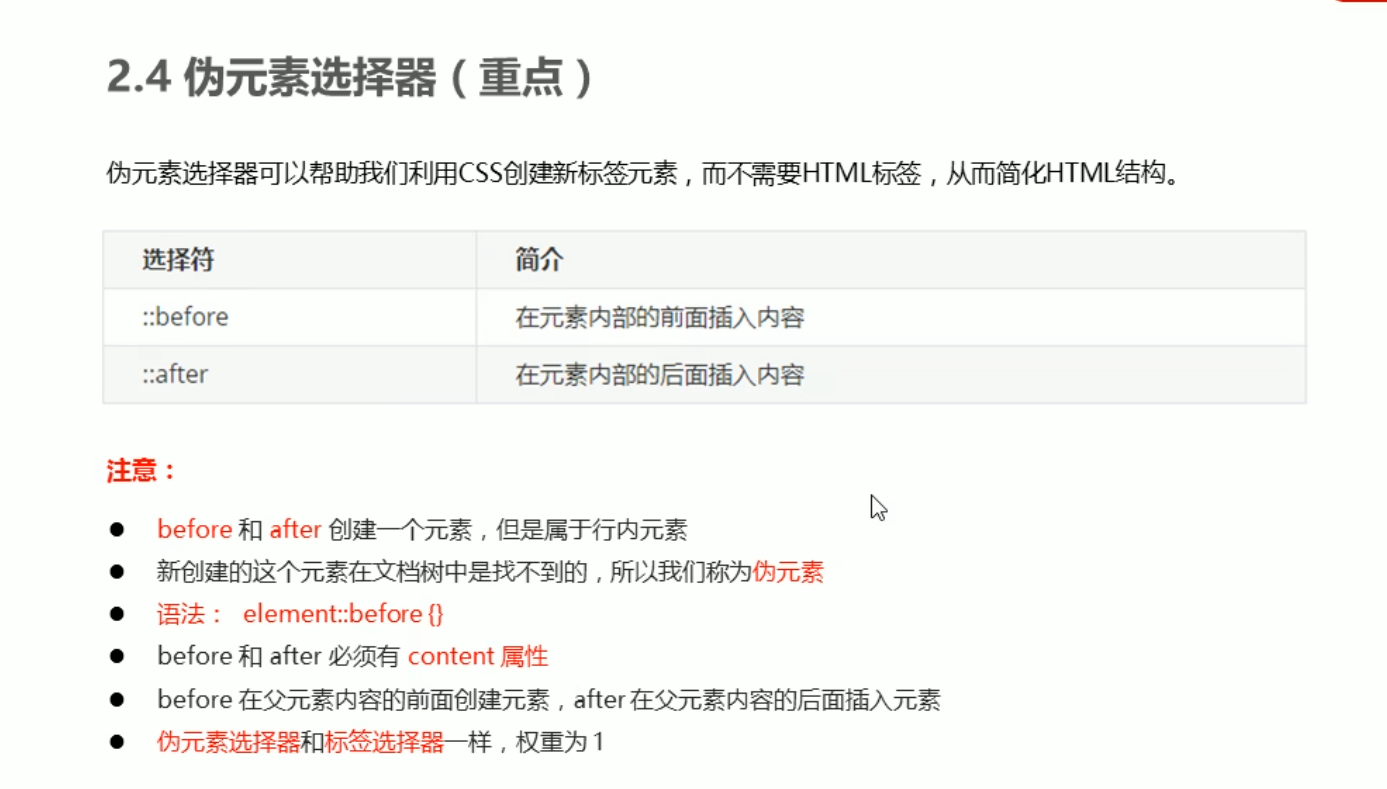 2.4 伪元素选择器（重点）
伪元素选择器可以帮助我们利用CSS创建新标签元素，而不需要HTML标签，从而简化HTML结构。
选择符 简介
::before 在元素内部的前面插入内容
::after 在元素内部的后面插入内容
注意：
● before 和 after 创建一个元素，但是属于行内元素
● 新创建的这个元素在文档树中是找不到的，所以我们称为伪元素
● 语法： element::before {}
● before 和 after 必须有 content 属性
● before 在父元素内容的前面创建元素，after 在父元素内容的后面插入元素
● 伪元素选择器和标签选择器一样，权重为 1